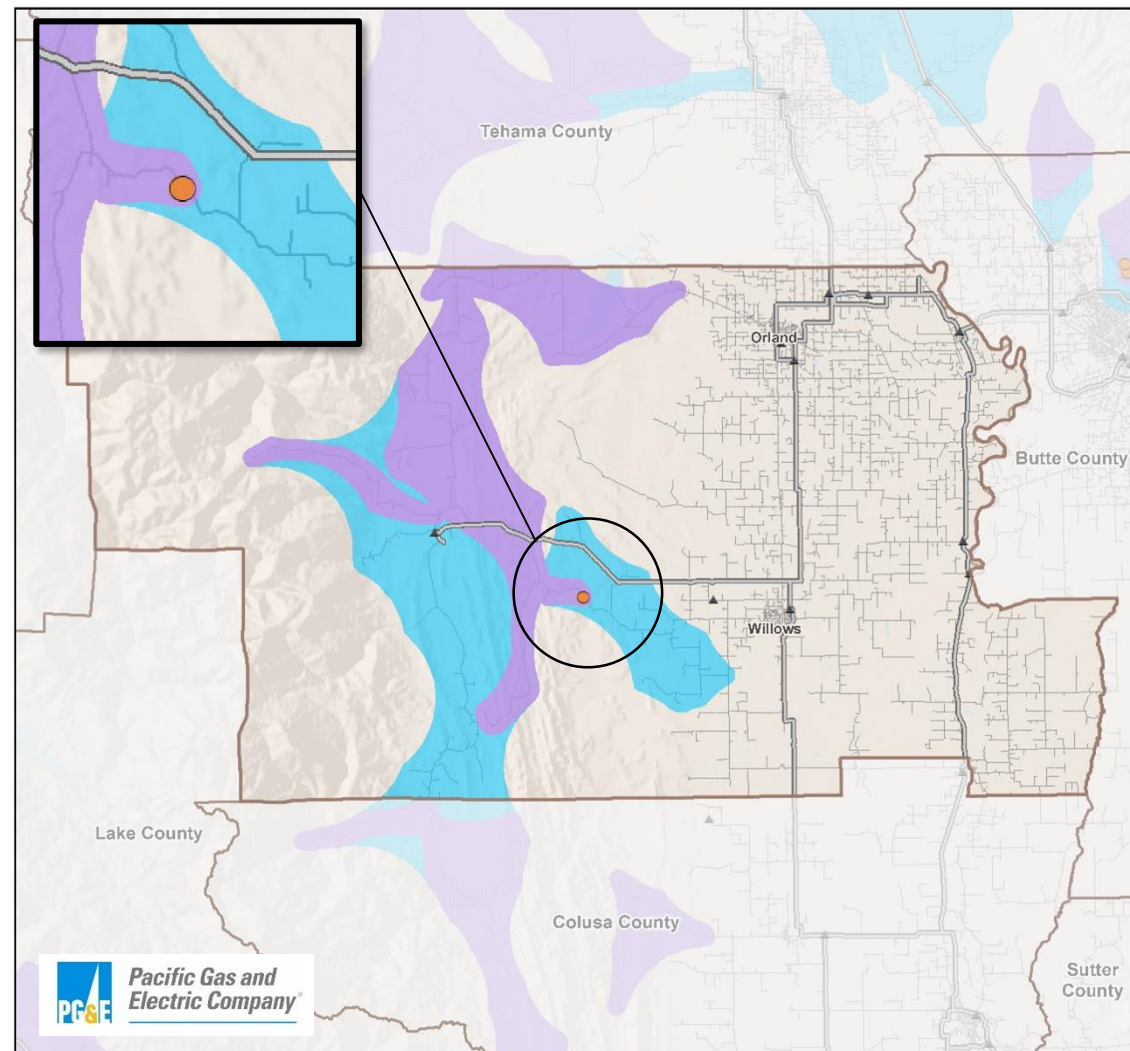 Tehama County
Orland
Butte County
Willows
Lake County
Colusa County
Sutter
County
PG&E
Pacific Gas and
Electric Company®